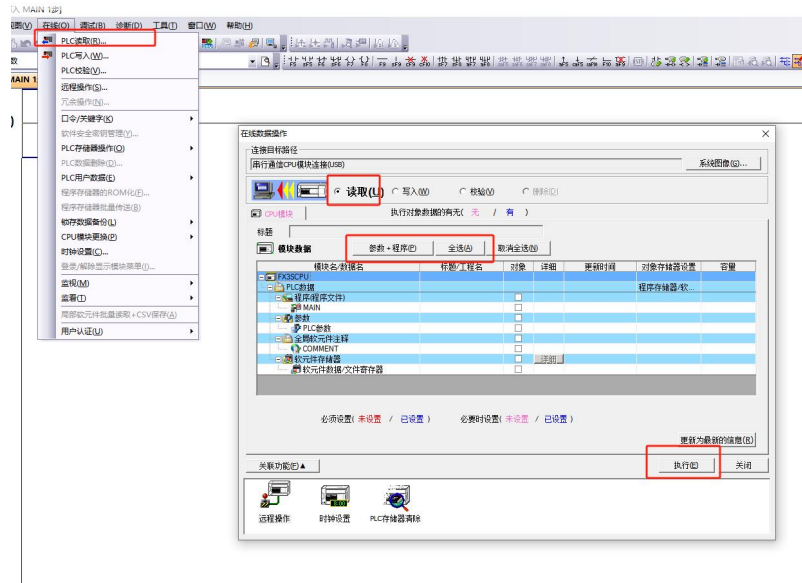 入 MAIN 1步]
图(V) 在线(O) 调试(B) 诊断(D) 工具(T) 窗口(W) 帮助(H)
PLC读取(R)...
PLC写入(W)...
PLC校验(V)...
远程操作(S)...
冗余操作(N)...
口令/关键字(K)
软件安全密钥管理(V)...
PLC存储器操作(O)
PLC数据删除(D)...
PLC用户数据(E)
程序存储器的ROM化(F)...
程序存储器批量传送(B)
锁存数据备份(L)
CPU模块更换(P)
时钟设置(C)...
登录/解除显示模块菜单(I)...
监视(M)
监看(T)
局部软元件批量读取+CSV保存(A)
用户认证(U)
数
MAIN 1
在线数据操作
连接目标路径
串行通信CPU模块连接(USB)
系统图像(G)...
读取(U) 写入(W) 校验(V) 删除(D)
CPU模块 执行对象数据的有无( 无 / 有 )
标题
模块数据 参数+程序(P) 全选(A) 取消全选(N)
模块名/数据名 标题/工程名 对象 详细 更新时间 对象存储器设置 容量
FX3SCPU
PLC数据 程序存储器/软...
程序(程序文件)
MAIN
参数
PLC参数
全局软元件注释
COMMENT
软元件存储器 详细
软元件数据/文件寄存器
必须设置( 未设置 / 已设置 ) 必要时设置( 未设置 / 已设置 )
更新为最新的信息(R)
关联功能(F)▲ 执行(E) 关闭
远程操作 时钟设置 PLC存储器清除